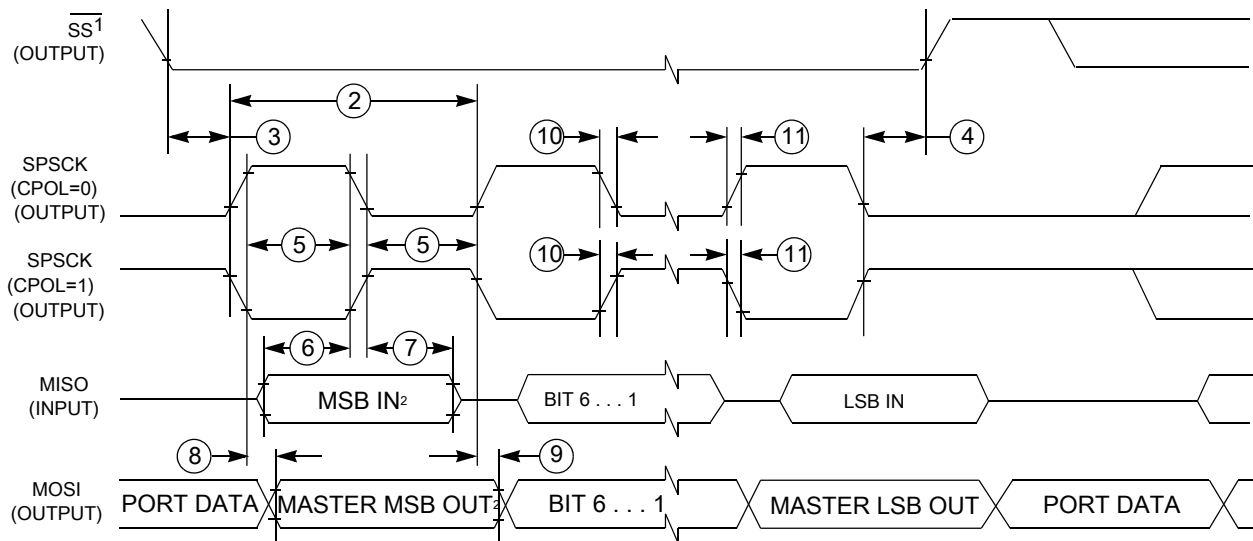 SS1
(OUTPUT)
2
3
10
11
4
SPSCK
(CPOL=0)
(OUTPUT)
5
5
SPSCK
(CPOL=1)
(OUTPUT)
10
11
6
7
MISO
(INPUT)
MSB IN2
BIT 6 . . . 1
LSB IN
8
9
MOSI
(OUTPUT)
PORT DATA
MASTER MSB OUT2
BIT 6 . . . 1
MASTER LSB OUT
PORT DATA